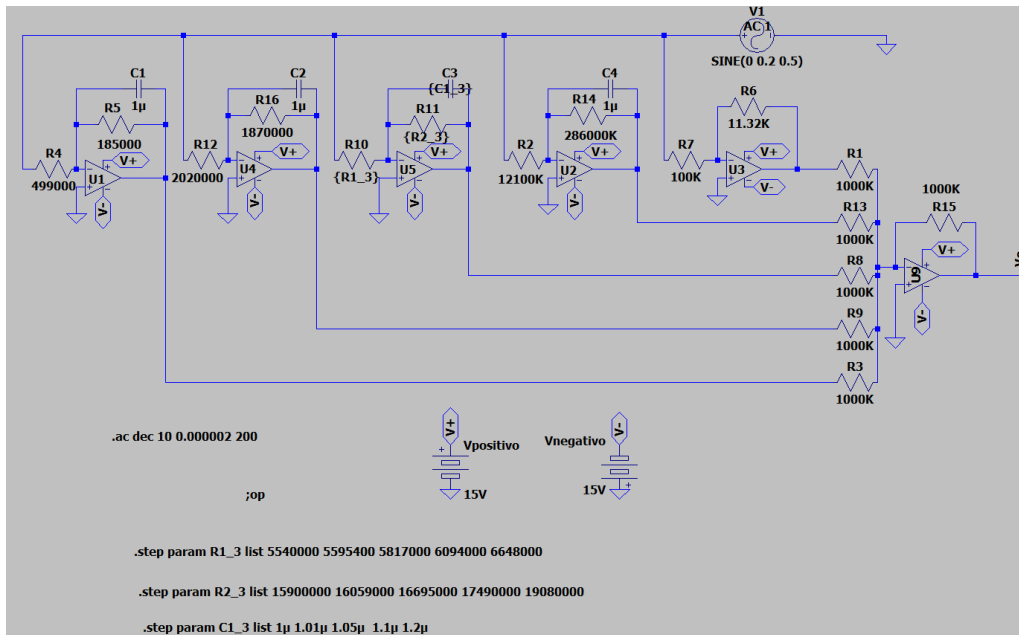 V1
AC 1
SINE(0 0.2 0.5)
C1
1µ
R5
185000
R4
499000
U1
V+
V-
C2
1µ
R16
1870000
R12
2020000
U4
V+
V-
C3
{C1_3}
R11
{R2_3}
R10
{R1_3}
U5
V+
V-
C4
1µ
R14
286000K
R2
12100K
U2
V+
V-
R6
11.32K
R7
100K
U3
V+
V-
R1
1000K
R13
1000K
R8
1000K
R9
1000K
R3
1000K
1000K
R15
U9
V+
V-
.ac dec 10 0.000002 200
;op
V+
Vpositivo
15V
V-
Vnegativo
15V
.step param R1_3 list 5540000 5595400 5817000 6094000 6648000
.step param R2_3 list 15900000 16059000 16695000 17490000 19080000
.step param C1_3 list 1µ 1.01µ 1.05µ 1.1µ 1.2µ